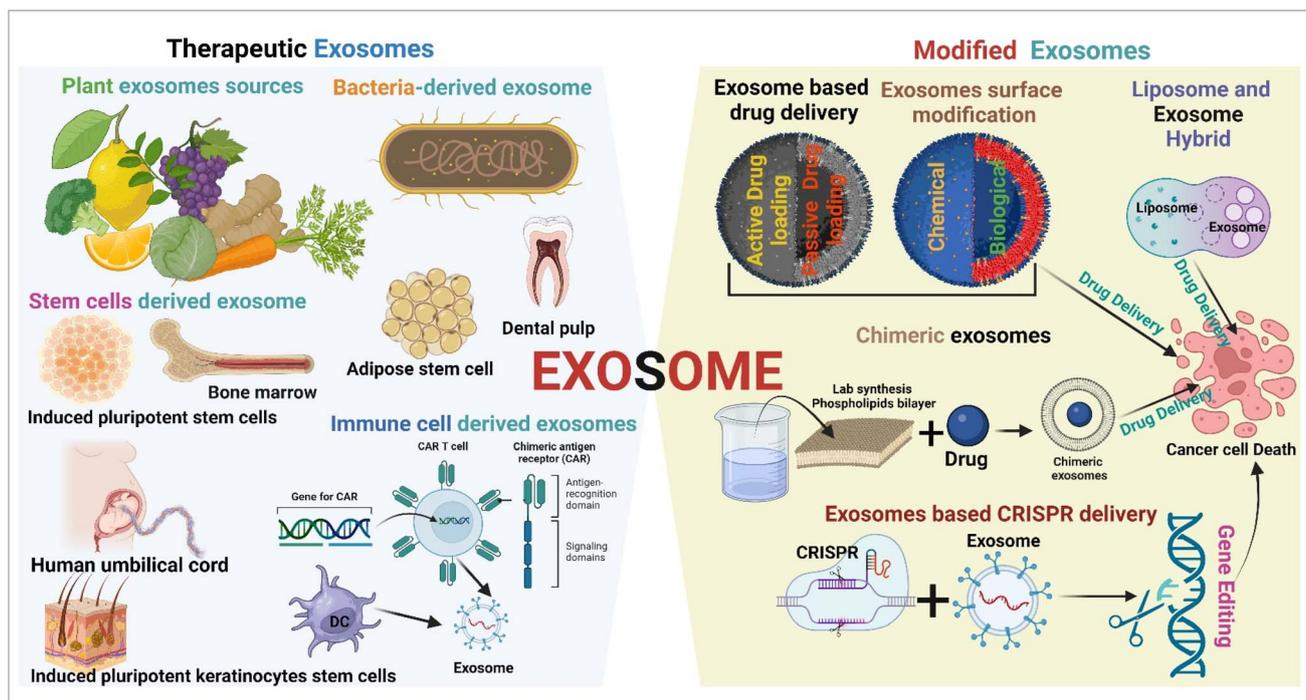 Therapeutic Exosomes
Plant exosomes sources
Bacteria-derived exosome
Dental pulp
Adipose stem cell
Stem cells derived exosome
Bone marrow
Induced pluripotent stem cells
Human umbilical cord
Induced pluripotent keratinocytes stem cells
Immune cell derived exosomes
CAR T cell
Chimeric antigen
receptor (CAR)
Gene for CAR
Antigen-
recognition
domain
Signaling
domains
DC
Exosome
EXOSOME
Modified Exosomes
Exosome based
drug delivery
Active Drug
loading
Passive Drug
loading
Exosomes surface
modification
Chemical
Biological
Liposome and
Exosome
Hybrid
Liposome
Exosome
Drug Delivery
Drug Delivery
Drug Delivery
Cancer cell Death
Chimeric exosomes
Lab synthesis
Phospholipids bilayer
+
Drug
Chimeric
exosomes
Exosomes based CRISPR delivery
CRISPR
+
Exosome
Gene Editing